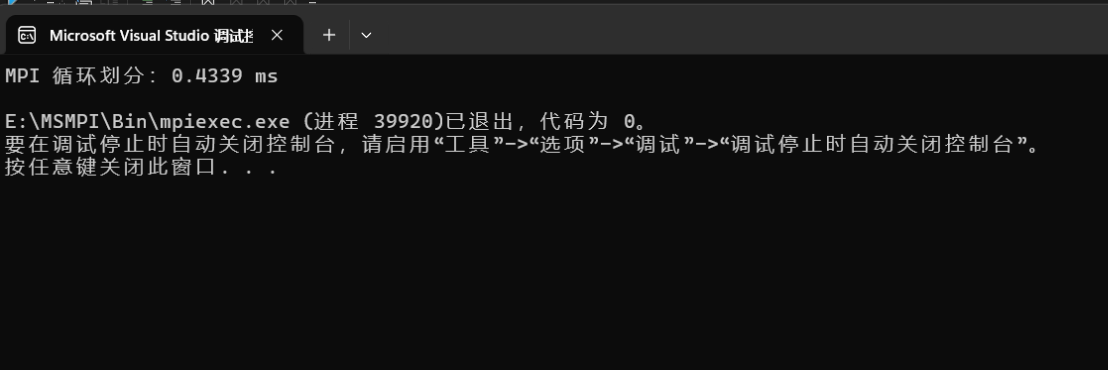 Microsoft Visual Studio 调试控
MPI 循环划分: 0.4339 ms
E:\MSMPI\Bin\mpiexec.exe (进程 39920)已退出，代码为 0。
要在调试停止时自动关闭控制台，请启用“工具”->“选项”->“调试”->“调试停止时自动关闭控制台”。
按任意键关闭此窗口. . .